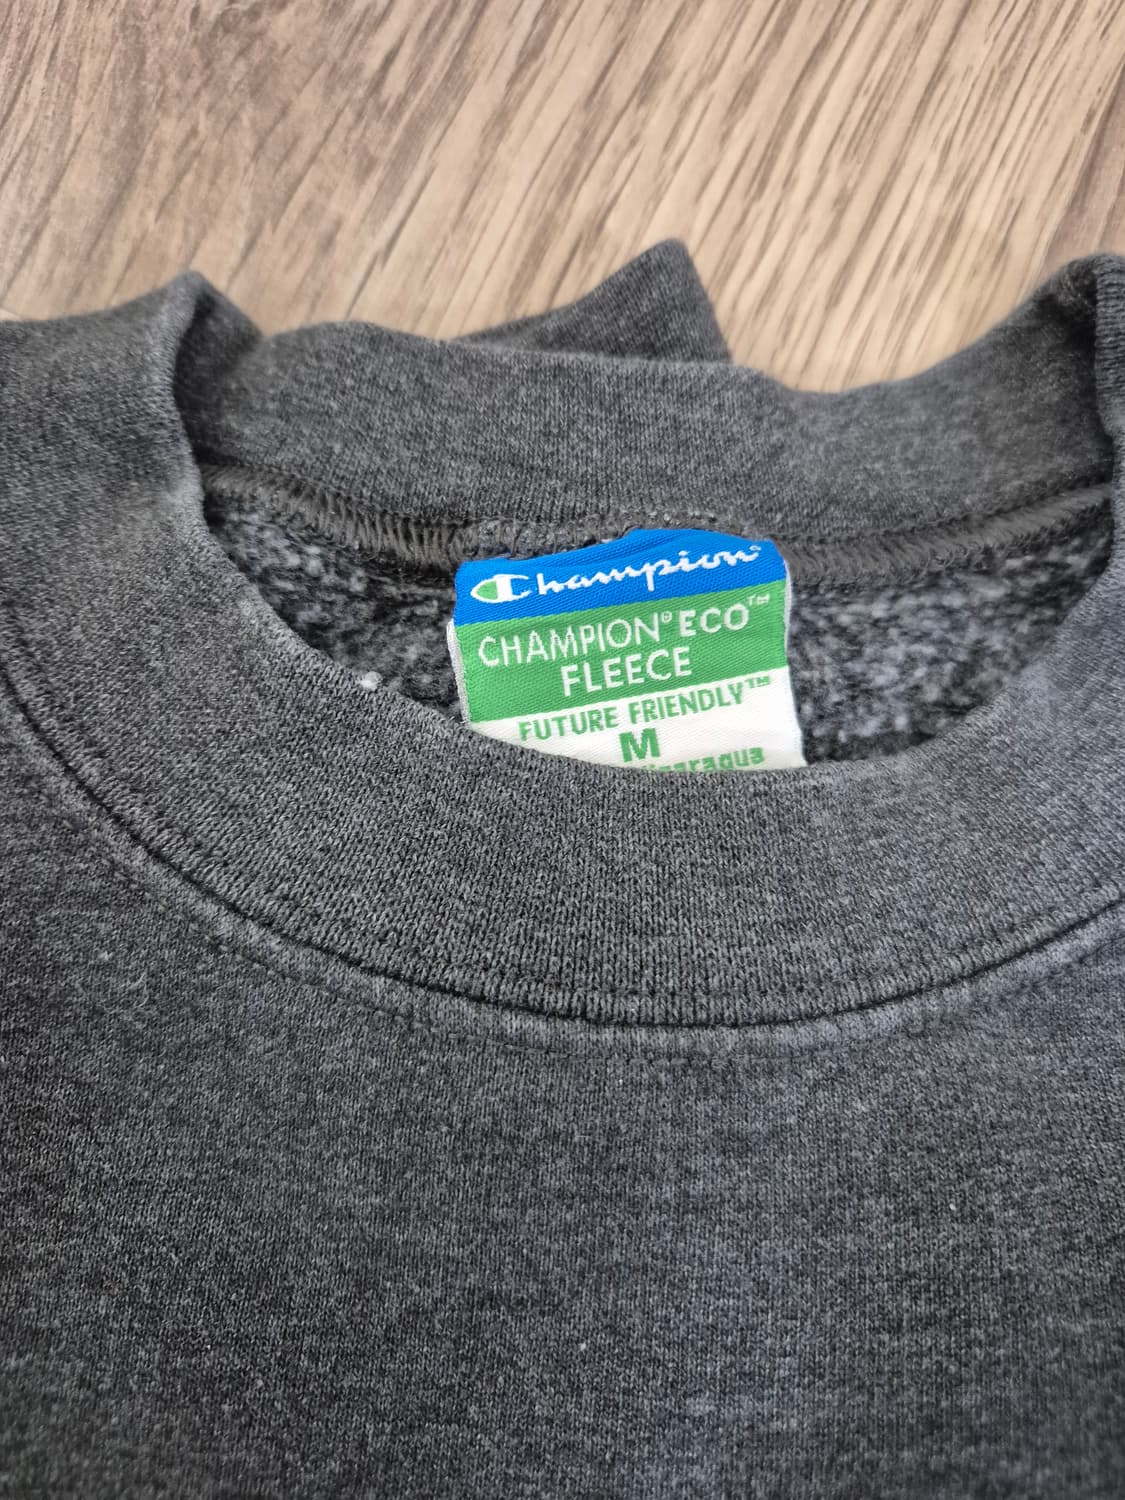 Champion®
CHAMPION® ECO™
FLEECE
FUTURE FRIENDLY™
M